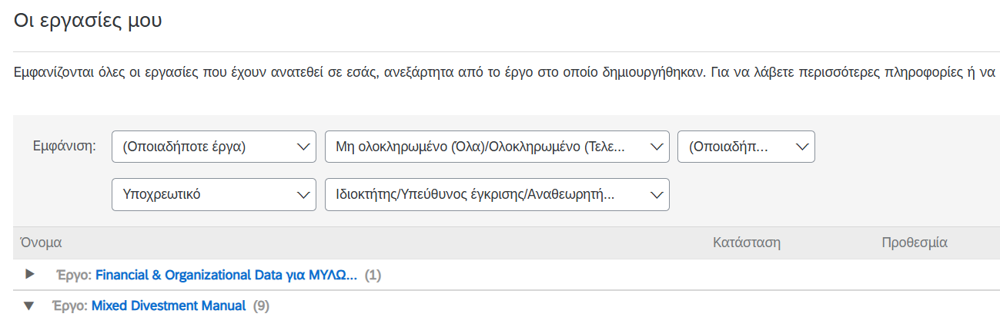 Οι εργασίες μου
Εμφανίζονται όλες οι εργασίες που έχουν ανατεθεί σε εσάς, ανεξάρτητα από το έργο στο οποίο δημιουργήθηκαν. Για να λάβετε περισσότερες πληροφορίες ή να
Εμφάνιση: (Οποιαδήποτε έργα) Μη ολοκληρωμένο (Όλα)/Ολοκληρωμένο (Τελε... (Οποιαδήπ...
Υποχρεωτικό Ιδιοκτήτης/Υπεύθυνος έγκρισης/Αναθεωρητή...
Όνομα Κατάσταση Προθεσμία
Έργο: Financial & Organizational Data για ΜΥΛΩ... (1)
Έργο: Mixed Divestment Manual (9)